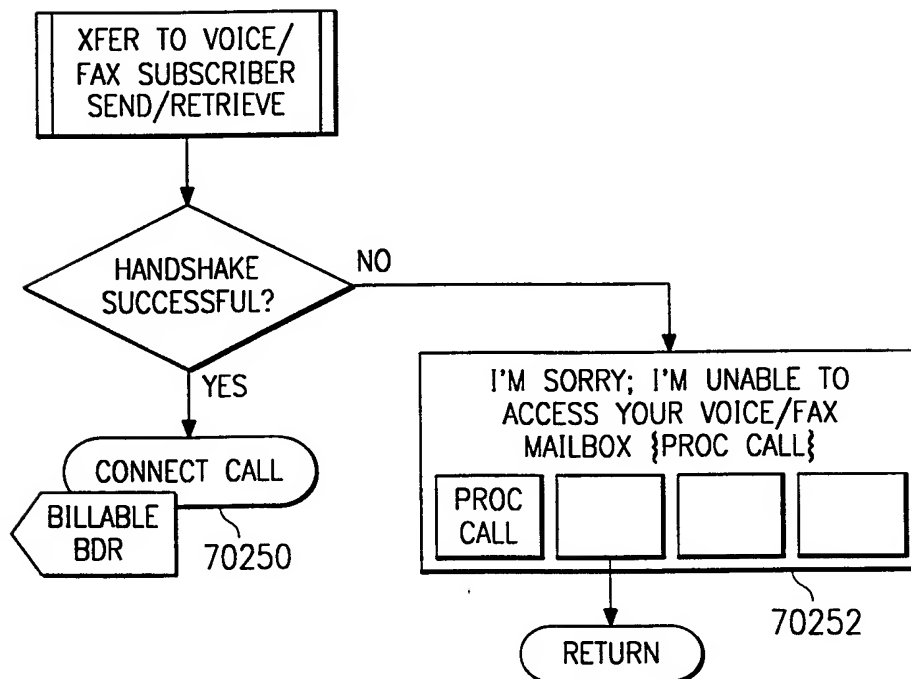 XFER TO VOICE/
FAX SUBSCRIBER
SEND/RETRIEVE
HANDSHAKE
SUCCESSFUL?
NO
YES
CONNECT CALL
BILLABLE
BDR
70250
I'M SORRY; I'M UNABLE TO
ACCESS YOUR VOICE/FAX
MAILBOX {PROC CALL}
PROC
CALL
70252
RETURN